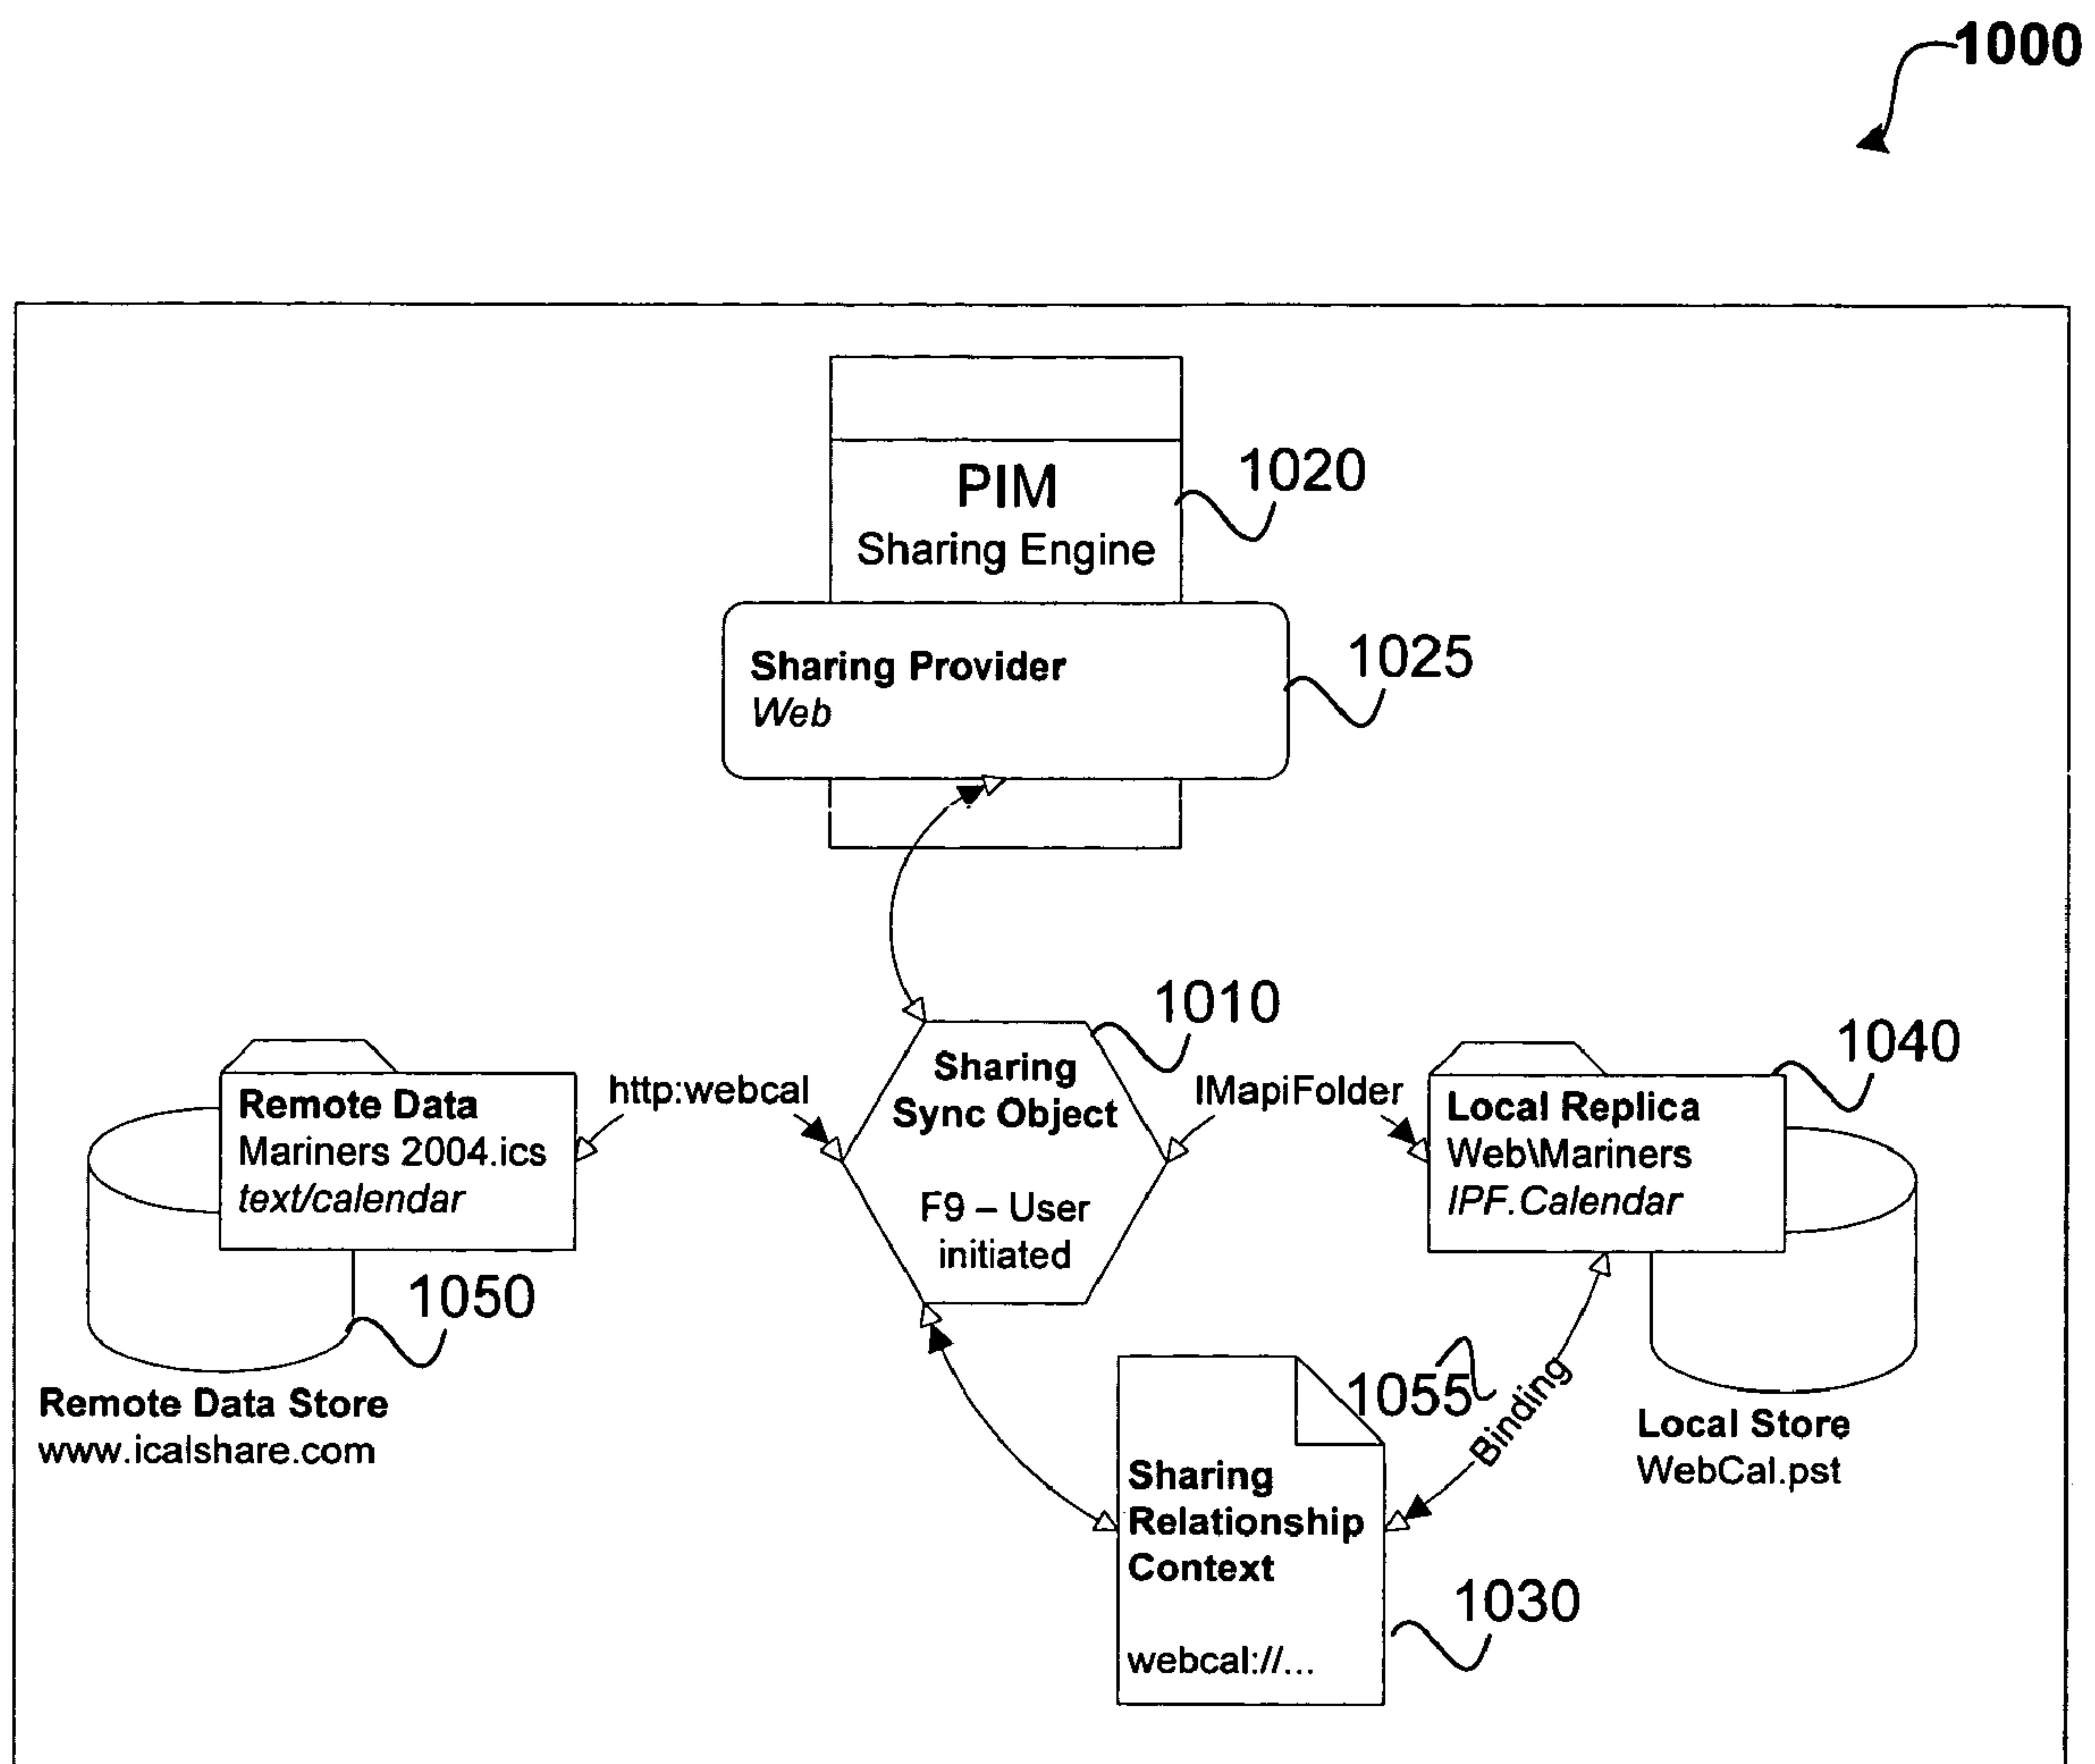 1000
PIM
Sharing Engine
1020
Sharing Provider
Web
1025
1010
Sharing
Sync Object
F9 – User
initiated
http:webcal
IMapiFolder
Remote Data
Mariners 2004.ics
text/calendar
1050
Remote Data Store
www.icalshare.com
1040
Local Replica
Web\Mariners
IPF.Calendar
Local Store
WebCal.pst
1055
Binding
Sharing
Relationship
Context
webcal://...
1030